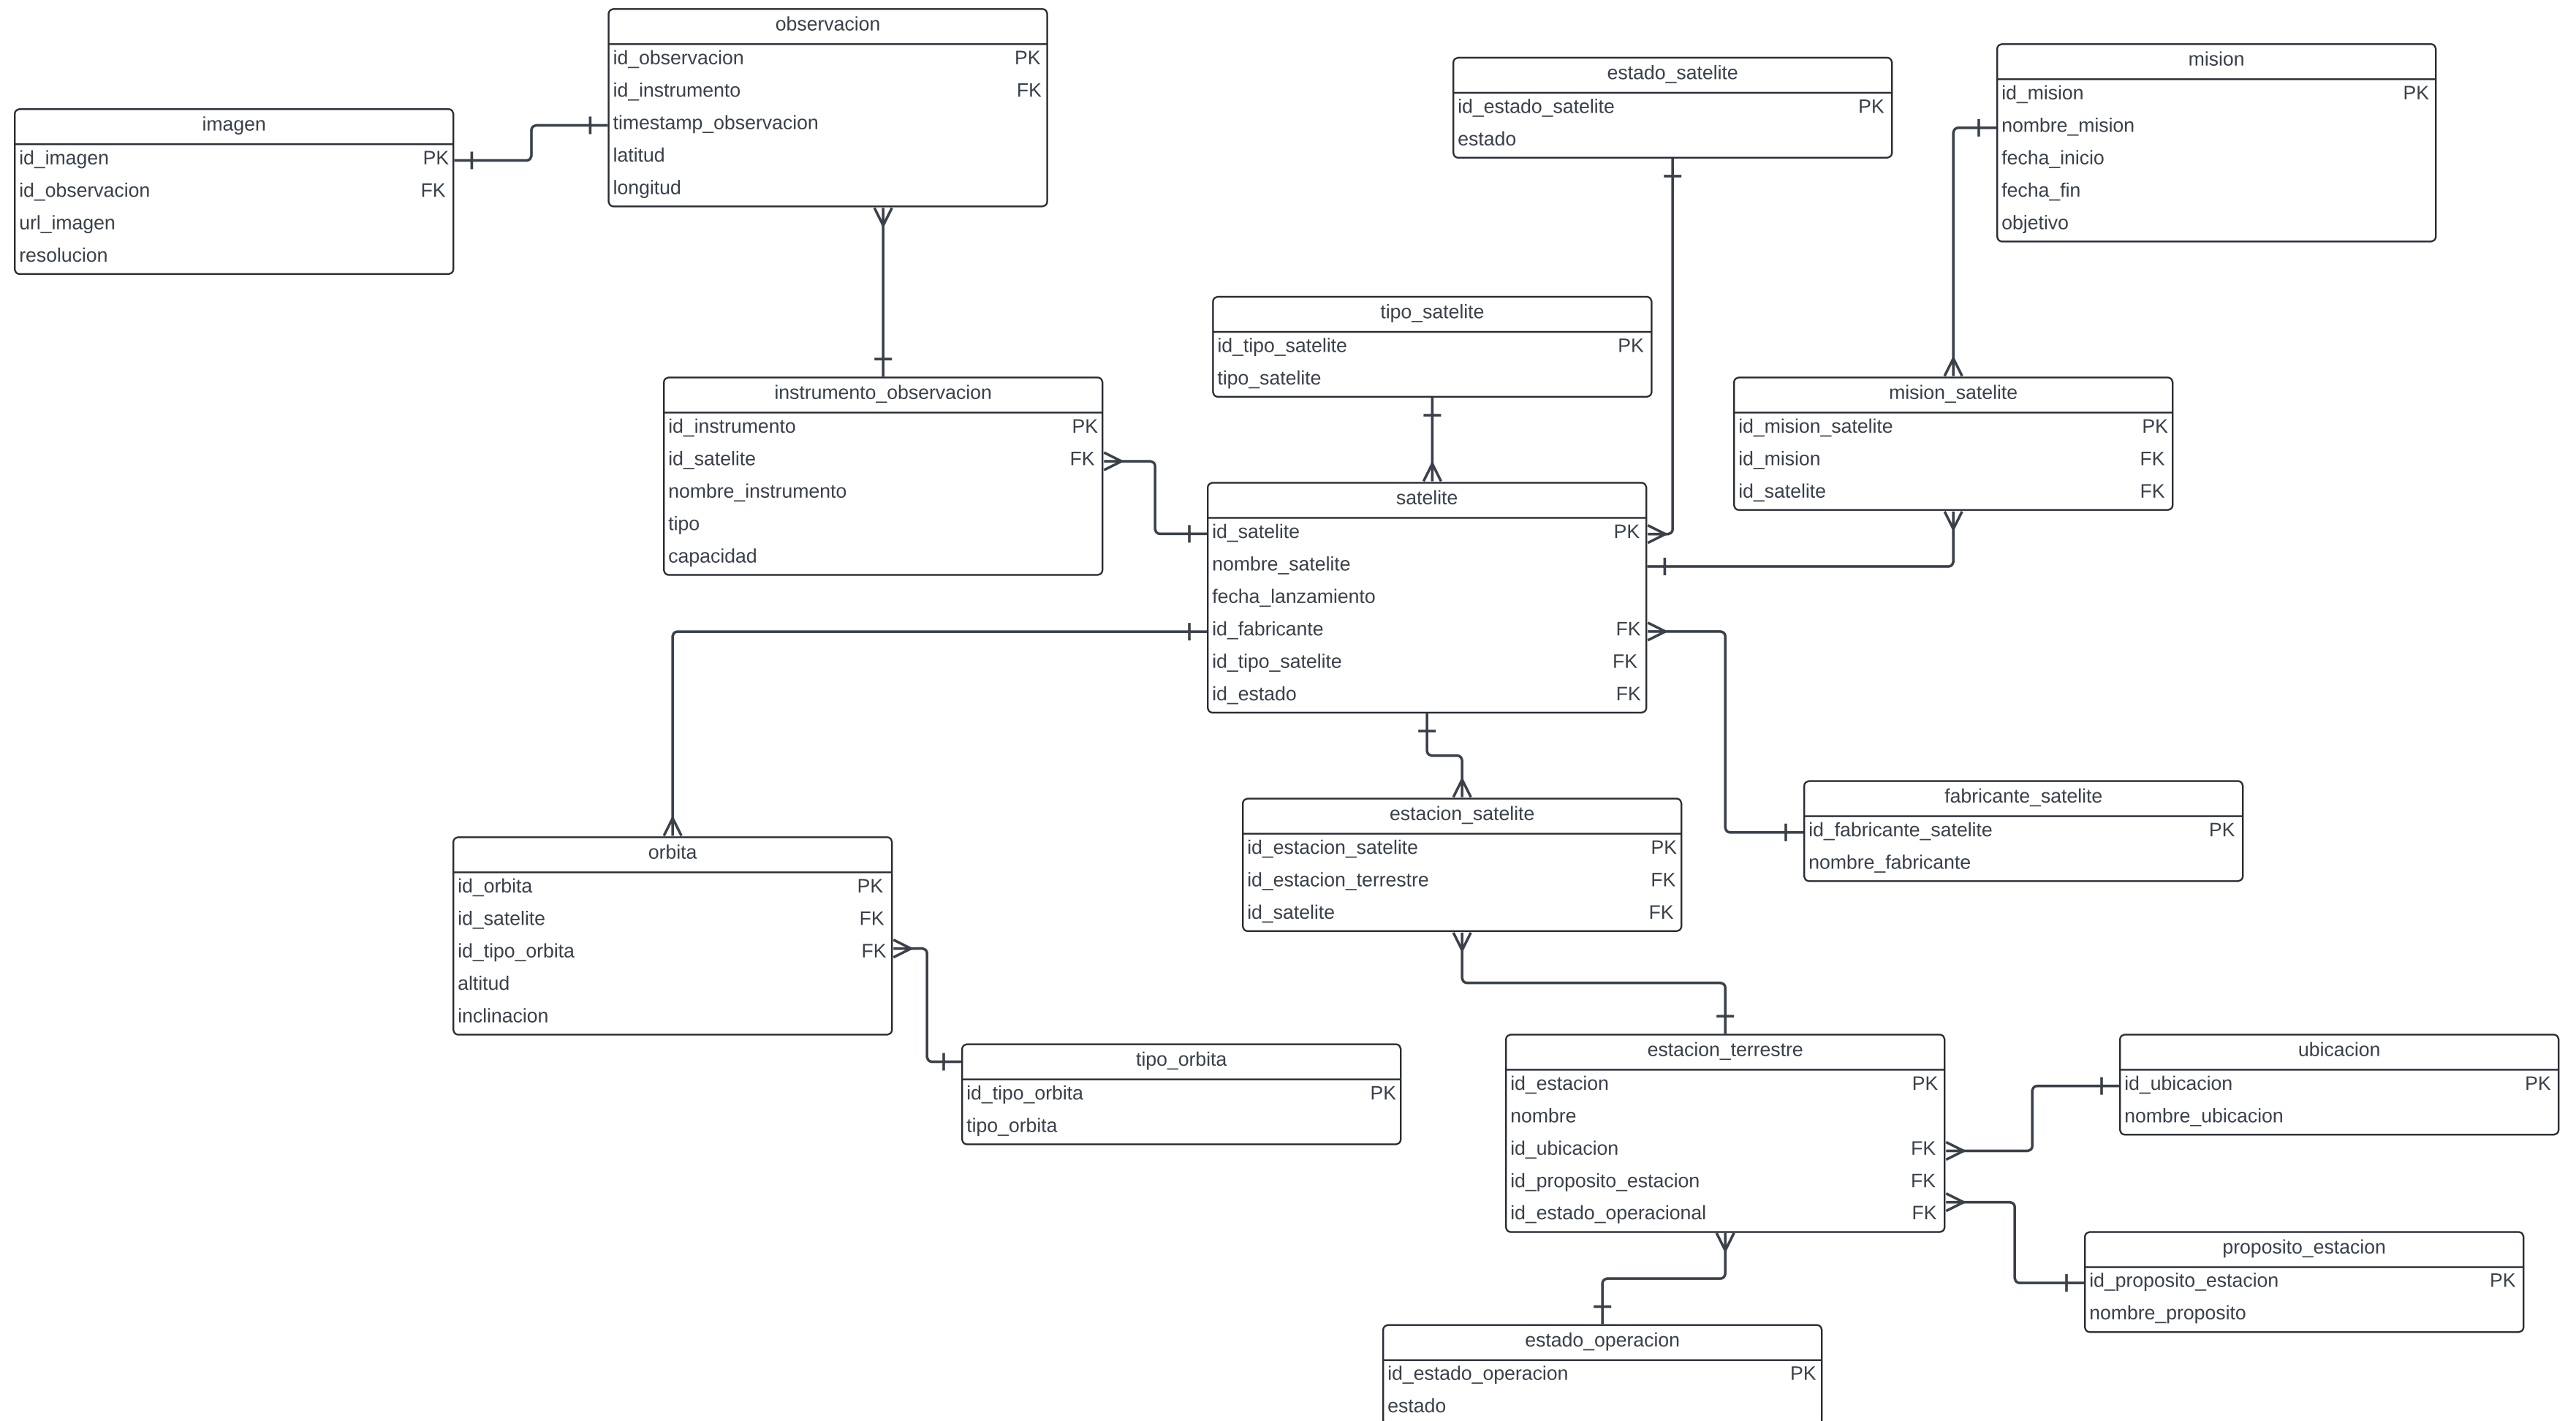 observacion
id_observacion PK
id_instrumento FK
timestamp_observacion
latitud
longitud
imagen
id_imagen PK
id_observacion FK
url_imagen
resolucion
estado_satelite
id_estado_satelite PK
estado
mision
id_mision PK
nombre_mision
fecha_inicio
fecha_fin
objetivo
tipo_satelite
id_tipo_satelite PK
tipo_satelite
instrumento_observacion
id_instrumento PK
id_satelite FK
nombre_instrumento
tipo
capacidad
mision_satelite
id_mision_satelite PK
id_mision FK
id_satelite FK
satelite
id_satelite PK
nombre_satelite
fecha_lanzamiento
id_fabricante FK
id_tipo_satelite FK
id_estado FK
fabricante_satelite
id_fabricante_satelite PK
nombre_fabricante
estacion_satelite
id_estacion_satelite PK
id_estacion_terrestre FK
id_satelite FK
orbita
id_orbita PK
id_satelite FK
id_tipo_orbita FK
altitud
inclinacion
tipo_orbita
id_tipo_orbita PK
tipo_orbita
estacion_terrestre
id_estacion PK
nombre
id_ubicacion FK
id_proposito_estacion FK
id_estado_operacional FK
ubicacion
id_ubicacion PK
nombre_ubicacion
proposito_estacion
id_proposito_estacion PK
nombre_proposito
estado_operacion
id_estado_operacion PK
estado